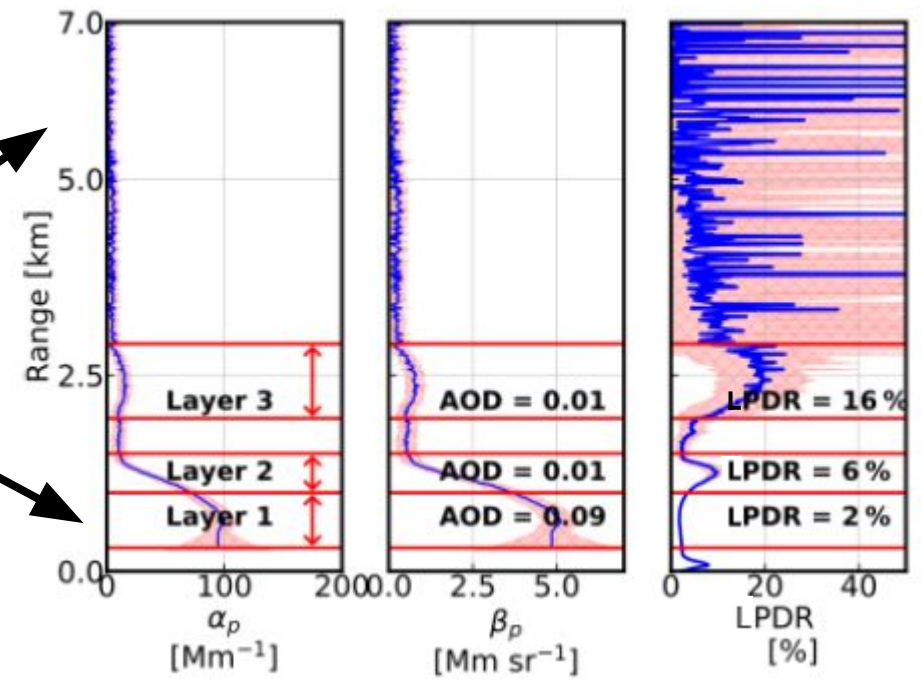 7.0
5.0
2.5
0.0
Range [km]
Layer 3
Layer 2
Layer 1
0 100 200
αp
[Mm−1]
AOD = 0.01
AOD = 0.01
AOD = 0.09
0.0 2.5 5.0
βp
[Mm sr−1]
LPDR = 16 %
LPDR = 6 %
LPDR = 2 %
0 20 40
LPDR
[%]